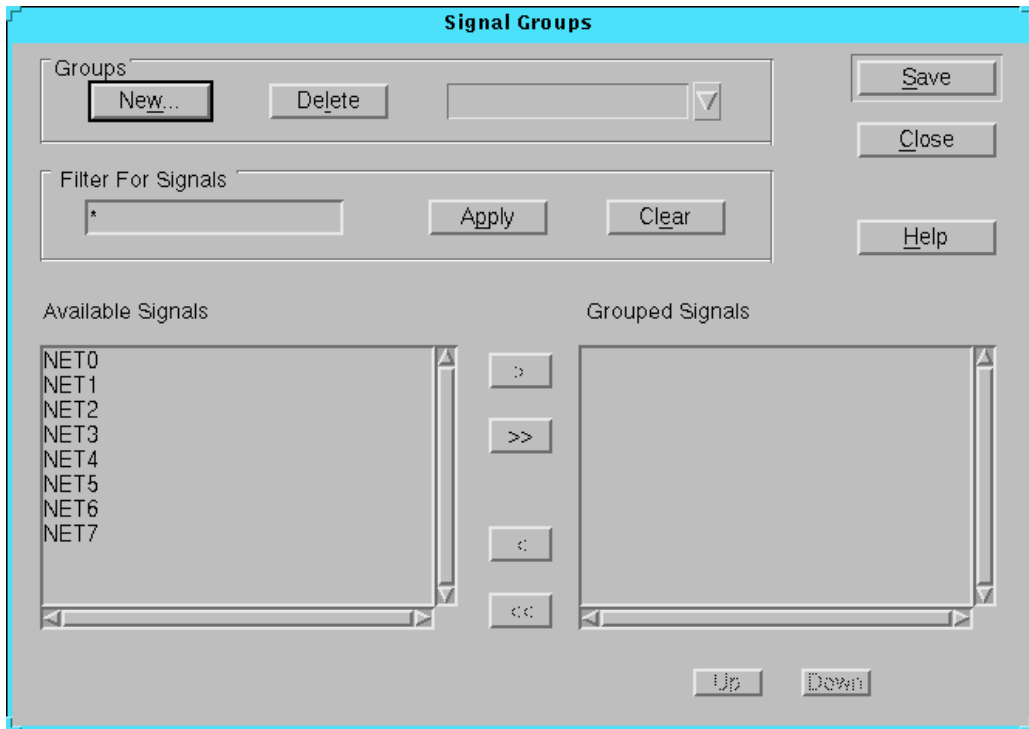 Signal Groups
Groups
New...
Delete
Save
Close
Filter For Signals
*
Apply
Clear
Help
Available Signals
Grouped Signals
NET0
NET1
NET2
NET3
NET4
NET5
NET6
NET7
>
>>
<
<<
Up
Down